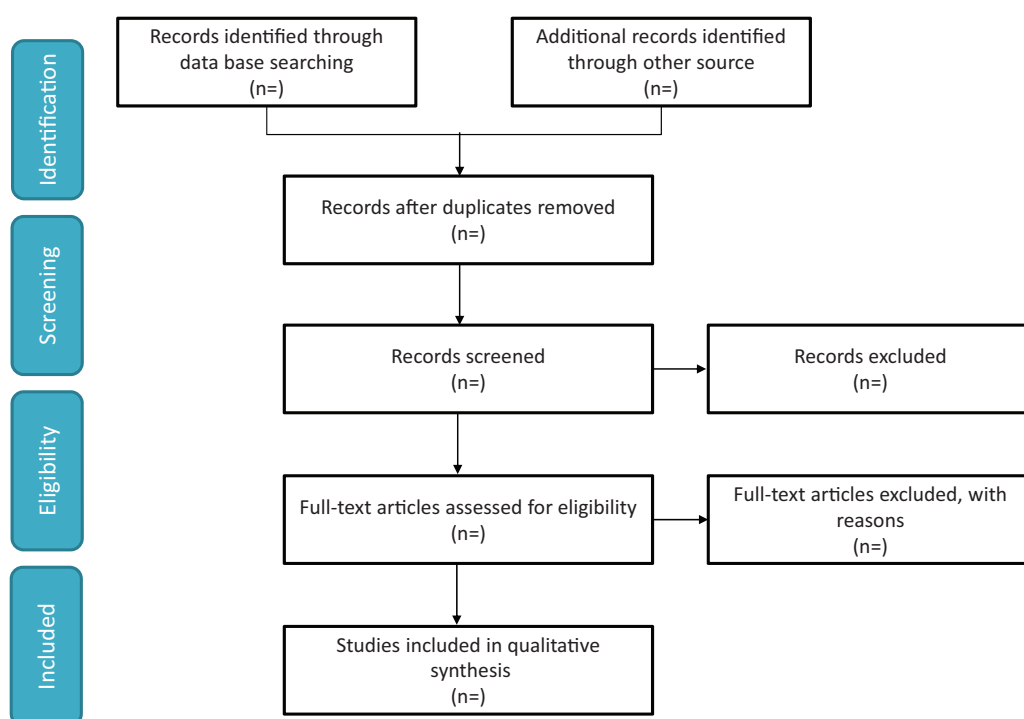 Identification
Records identified through
data base searching
(n=)
Additional records identified
through other source
(n=)
Records after duplicates removed
(n=)
Screening
Records screened
(n=)
Records excluded
(n=)
Eligibility
Full-text articles assessed for eligibility
(n=)
Full-text articles excluded, with
reasons
(n=)
Included
Studies included in qualitative
synthesis
(n=)